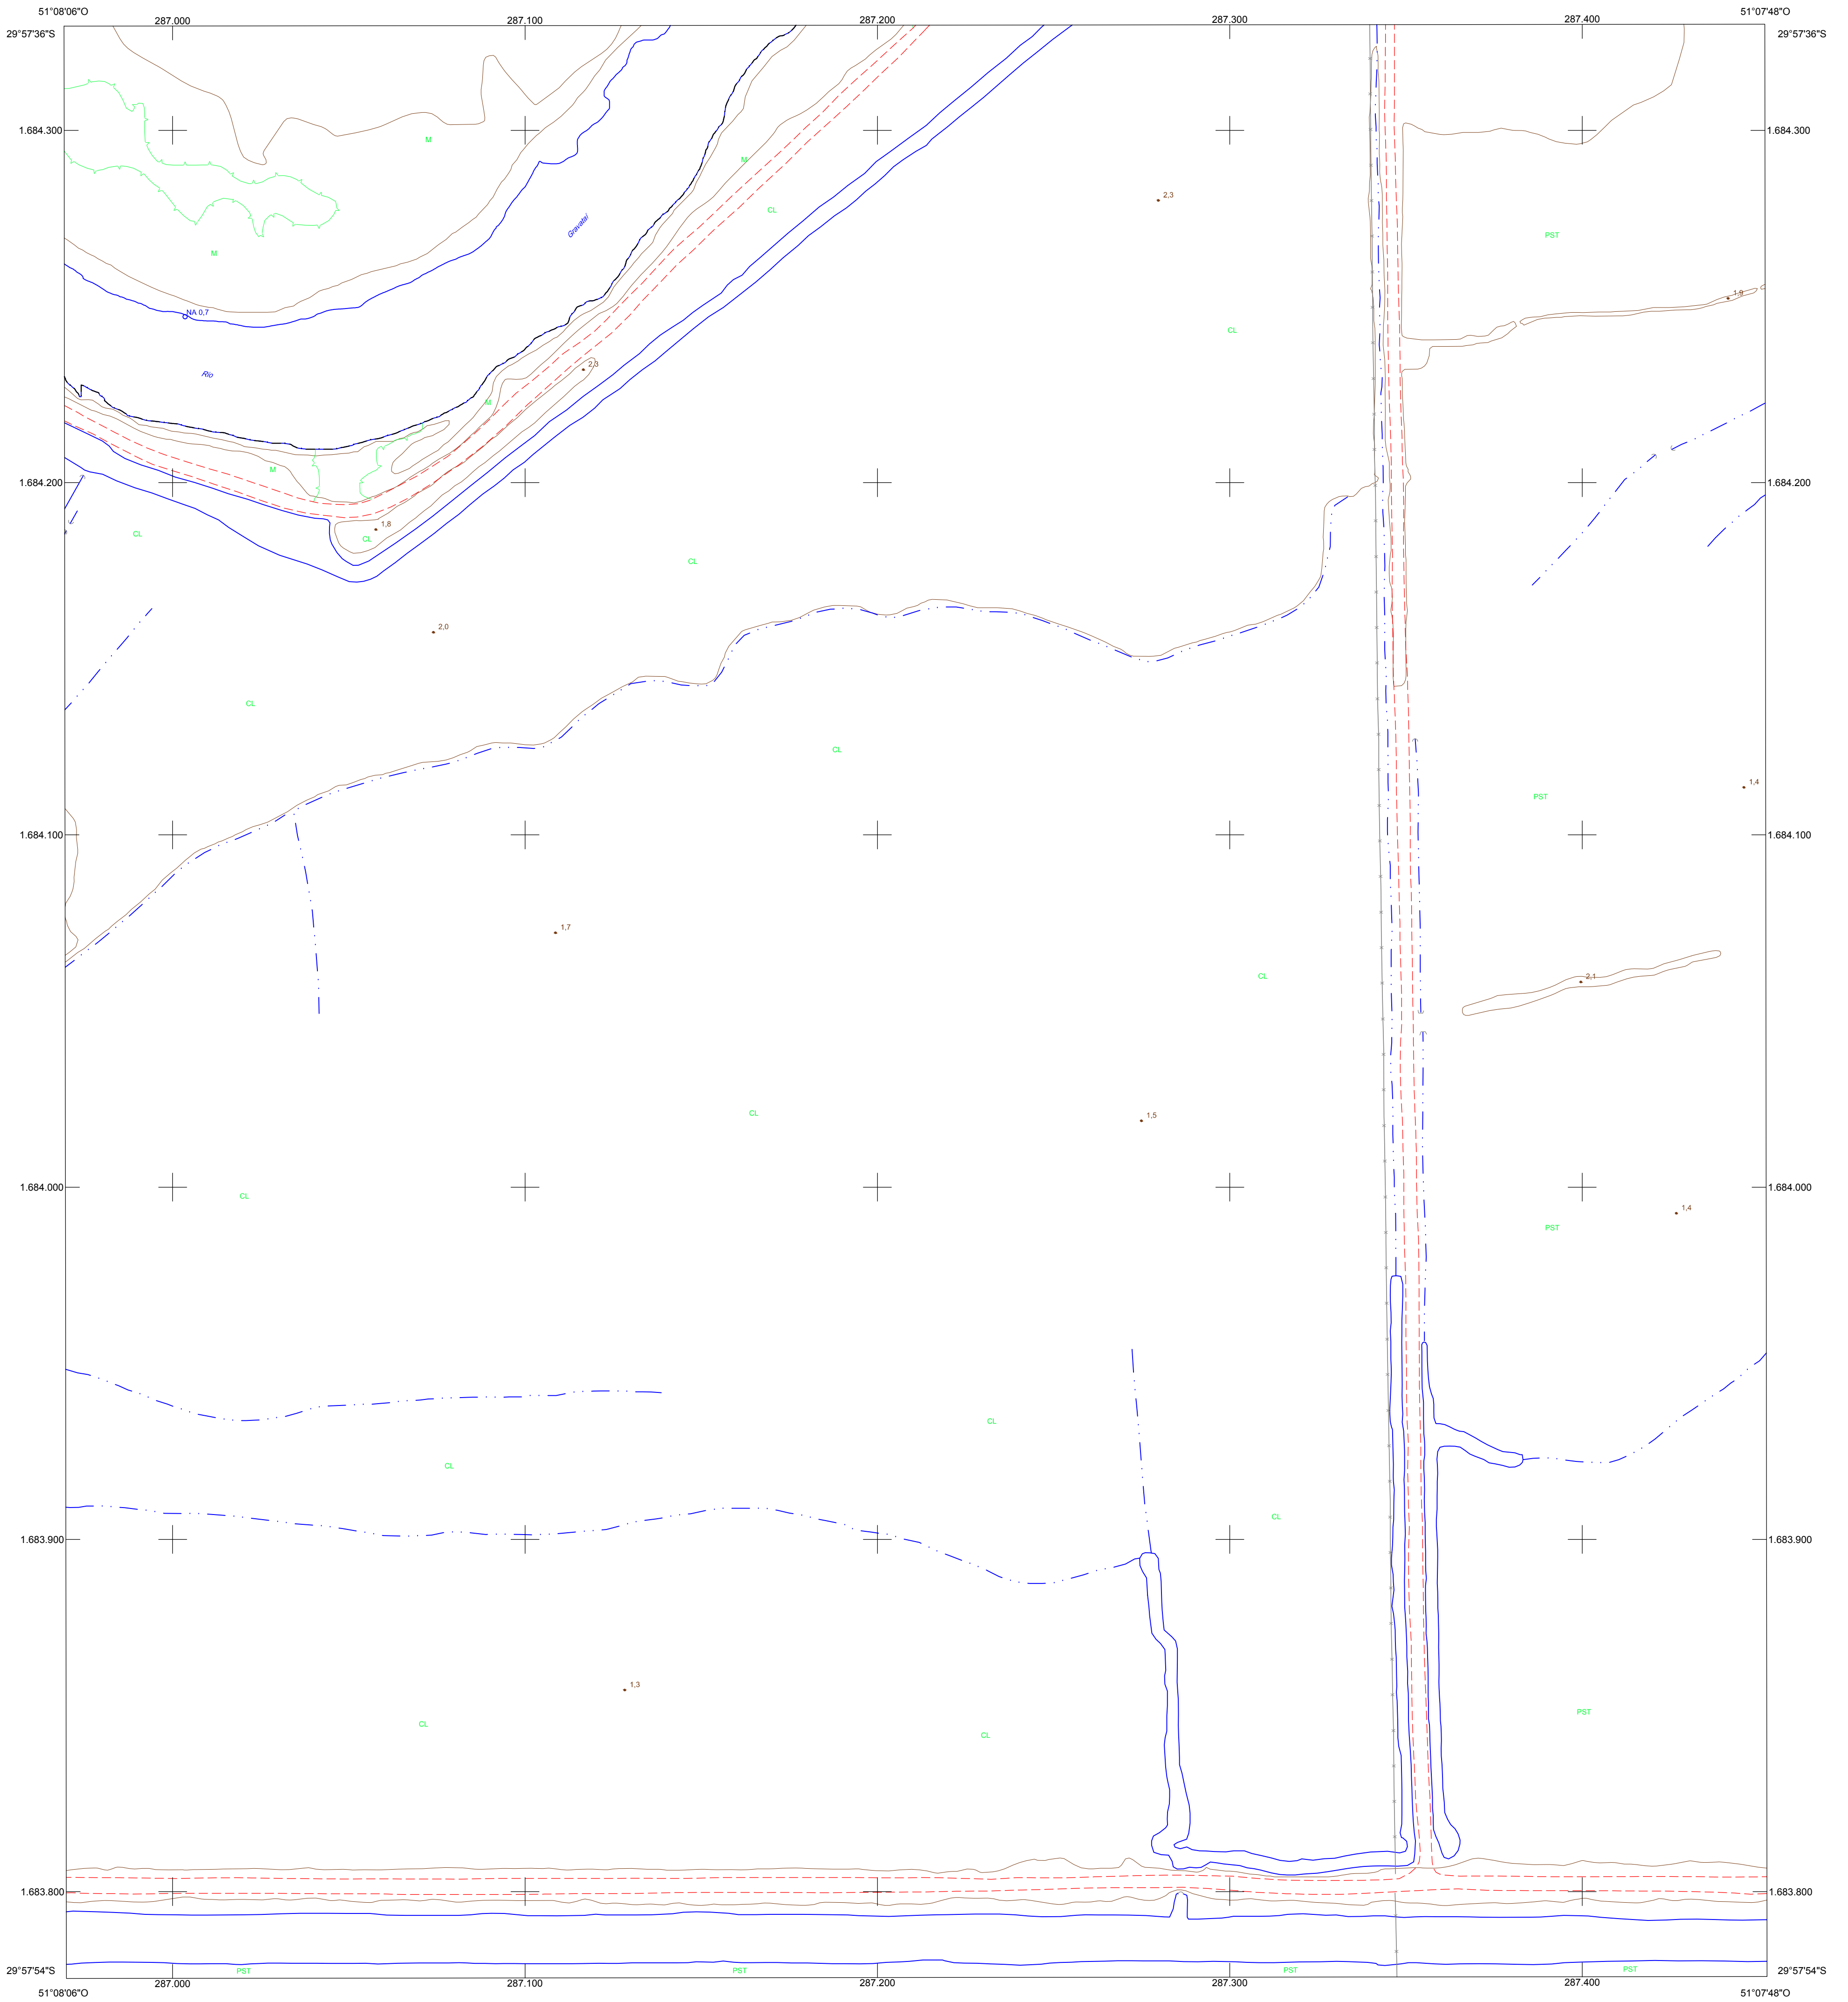 51°08'06"O
287.000
287.100
287.200
287.300
287.400
51°07'48"O
29°57'36"S
29°57'36"S
1.684.300
1.684.300
M
M
CL
2,3
Gravataí
PST
M
1,9
NA 0,7
CL
2,3
Rio
M
M
1.684.200
1.684.200
1,8
CL
CL
CL
2,0
CL
CL
1,4
PST
1.684.100
1.684.100
1,7
CL
2,1
CL
1,5
1.684.000
1.684.000
CL
1,4
PST
CL
CL
CL
1.683.900
1.683.900
1,3
PST
CL
CL
1.683.800
1.683.800
29°57'54"S
PST
PST
PST
PST
29°57'54"S
287.000
287.100
287.200
287.300
287.400
51°08'06"O
51°07'48"O